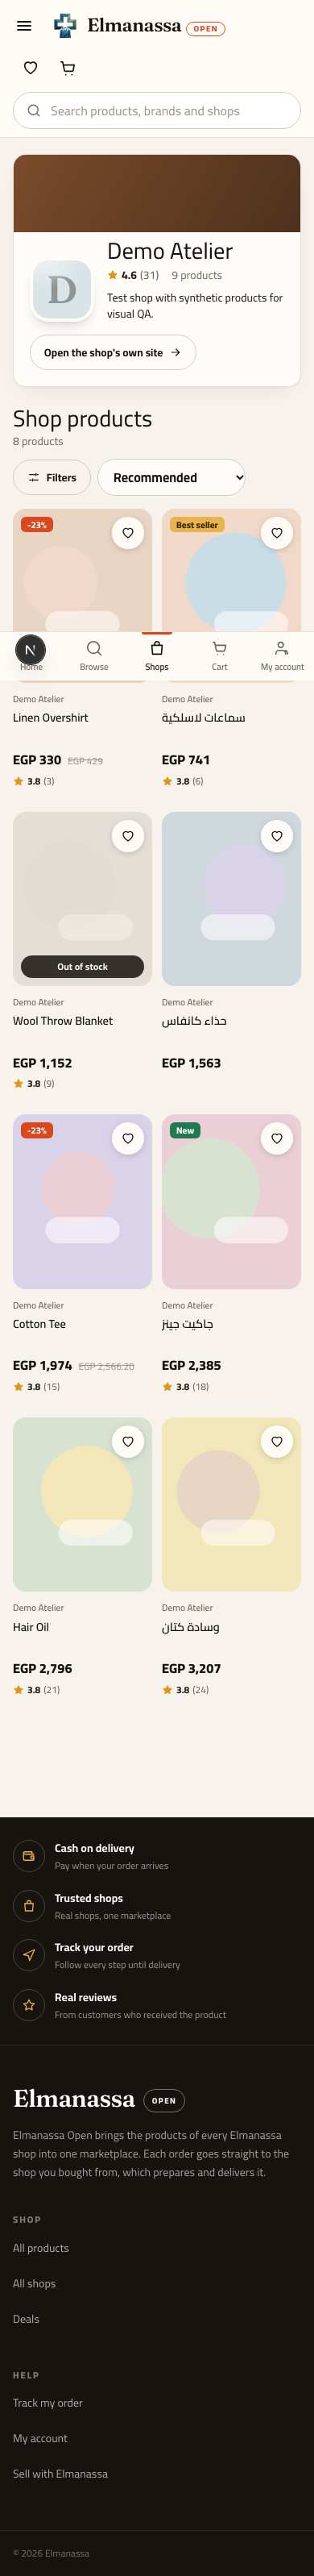 Elmanassa OPEN
Search products, brands and shops
D
Demo Atelier
4.6 (31) 9 products
Test shop with synthetic products for
visual QA.
Open the shop's own site
Shop products
8 products
Filters Recommended
-23% Best seller
N
Home Browse Shops Cart My account
Demo Atelier Demo Atelier
Linen Overshirt سماعات لاسلكية
EGP 330 EGP 429 EGP 741
3.8 (3) 3.8 (6)
Out of stock
Demo Atelier Demo Atelier
Wool Throw Blanket حذاء كانفاس
EGP 1,152 EGP 1,563
3.8 (9)
-23% New
Demo Atelier Demo Atelier
Cotton Tee جاكيت جينز
EGP 1,974 EGP 2,566.20 EGP 2,385
3.8 (15) 3.8 (18)
Demo Atelier Demo Atelier
Hair Oil وسادة كتان
EGP 2,796 EGP 3,207
3.8 (21) 3.8 (24)
Cash on delivery
Pay when your order arrives
Trusted shops
Real shops, one marketplace
Track your order
Follow every step until delivery
Real reviews
From customers who received the product
Elmanassa OPEN
Elmanassa Open brings the products of every Elmanassa
shop into one marketplace. Each order goes straight to the
shop you bought from, which prepares and delivers it.
SHOP
All products
All shops
Deals
HELP
Track my order
My account
Sell with Elmanassa
© 2026 Elmanassa